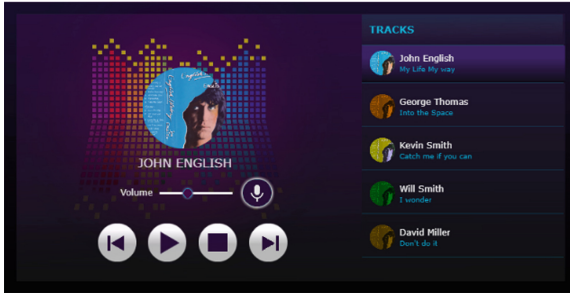 TRACKS
John English
My Life My way
George Thomas
Into the Space
Kevin Smith
Catch me if you can
Will Smith
I wonder
David Miller
Don't do it
JOHN ENGLISH
Volume